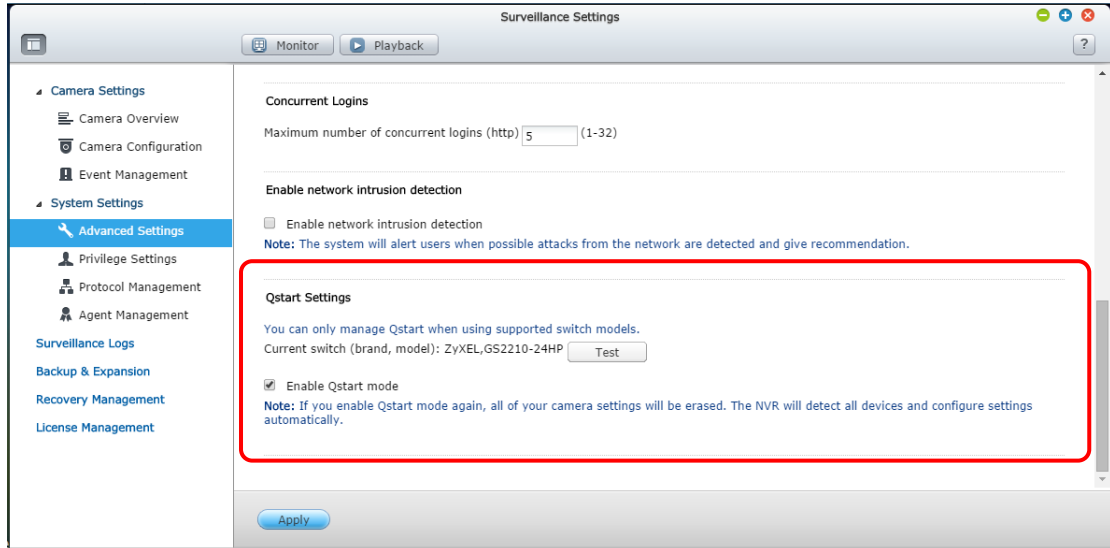 Surveillance Settings
Monitor
Playback
?
Camera Settings
Camera Overview
Camera Configuration
Event Management
System Settings
Advanced Settings
Privilege Settings
Protocol Management
Agent Management
Surveillance Logs
Backup & Expansion
Recovery Management
License Management
Concurrent Logins
Maximum number of concurrent logins (http) 5 (1-32)
Enable network intrusion detection
Enable network intrusion detection
Note: The system will alert users when possible attacks from the network are detected and give recommendation.
Qstart Settings
You can only manage Qstart when using supported switch models.
Current switch (brand, model): ZyXEL,GS2210-24HP Test
Enable Qstart mode
Note: If you enable Qstart mode again, all of your camera settings will be erased. The NVR will detect all devices and configure settings
automatically.
Apply